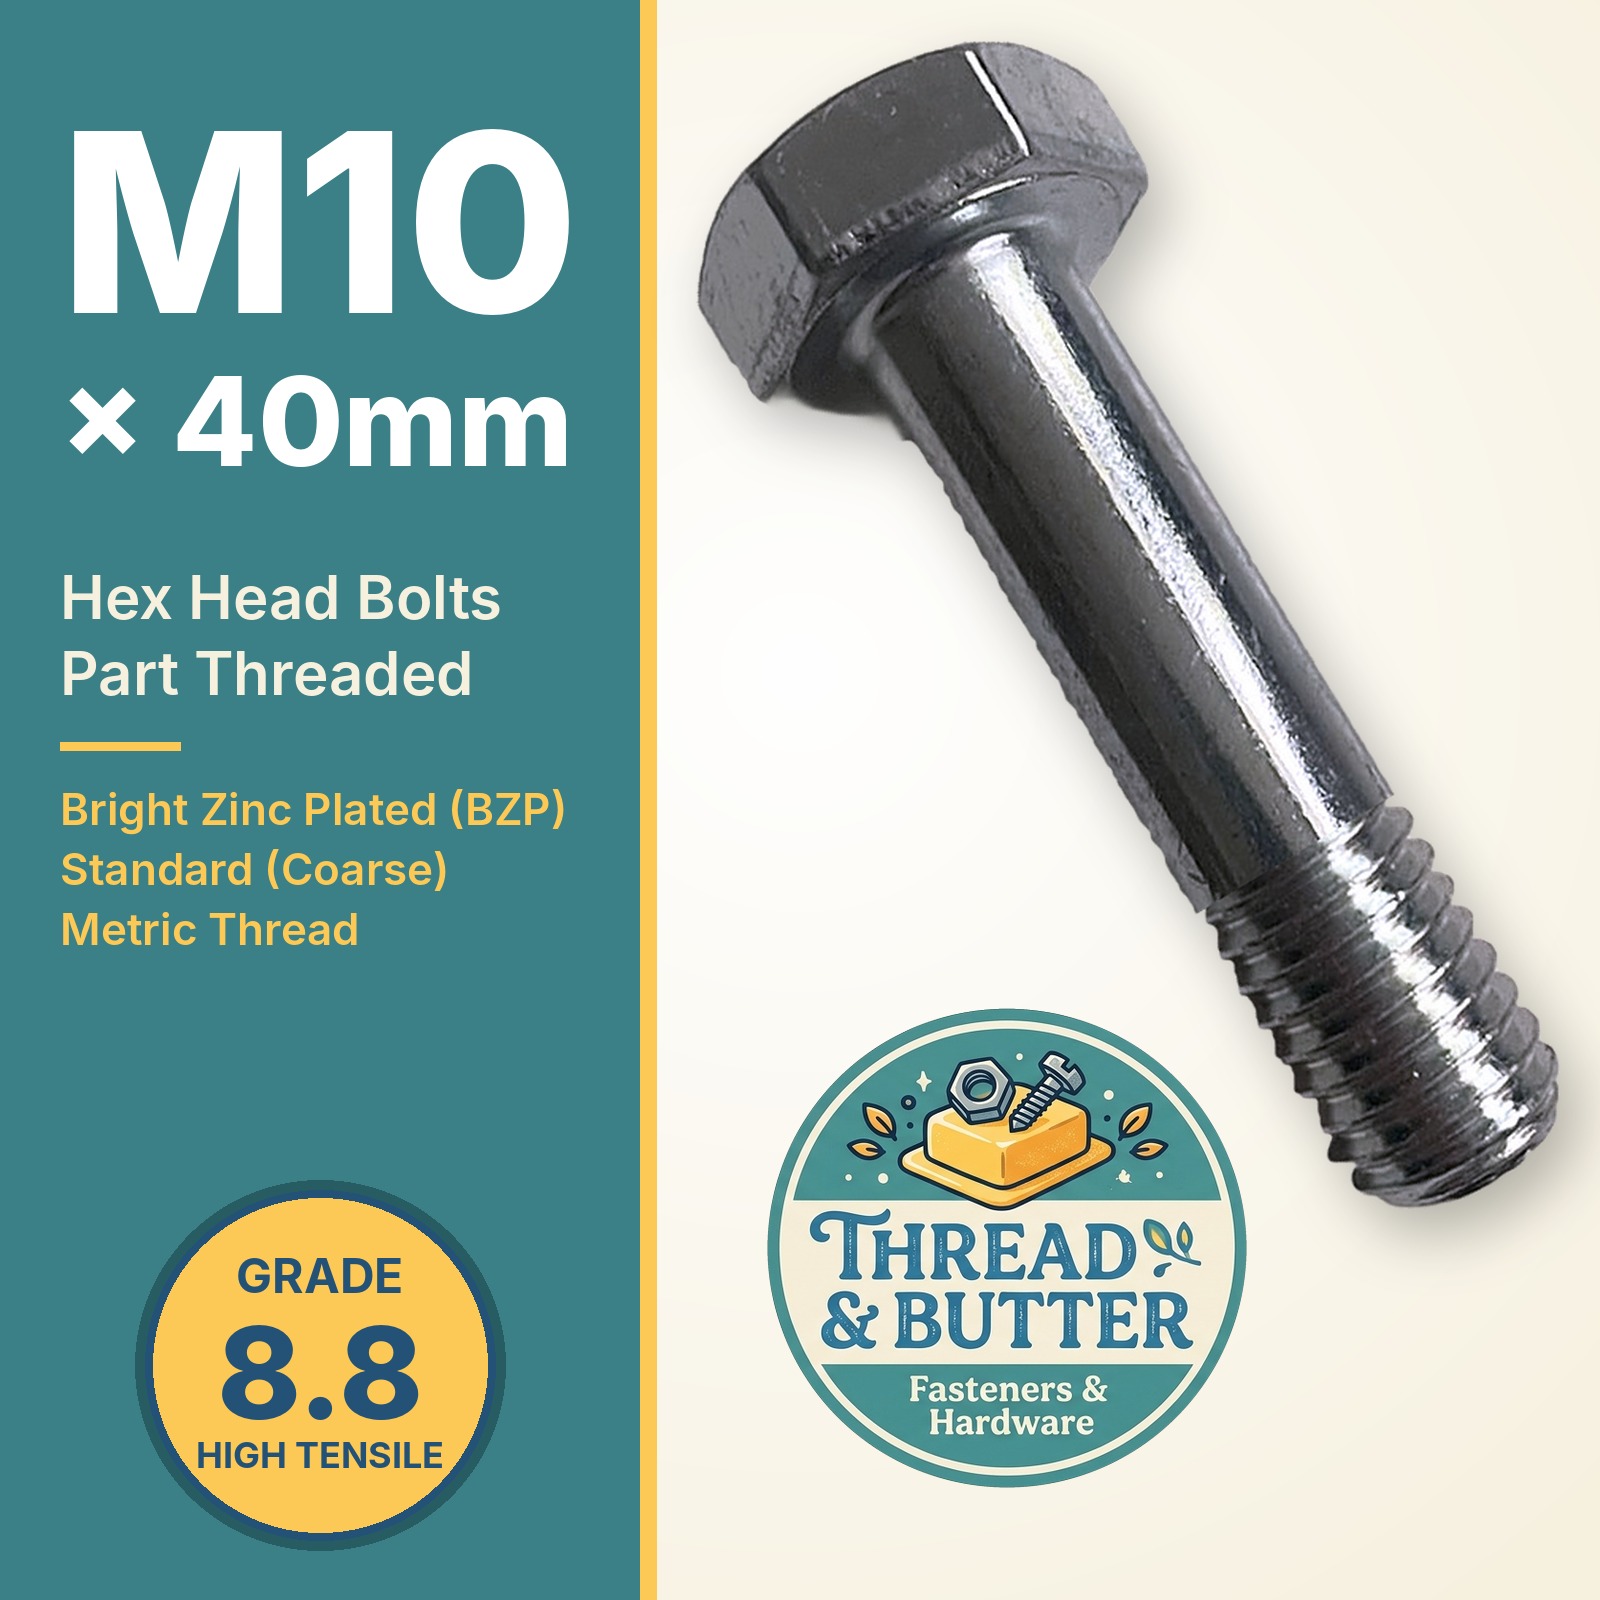 M10
× 40mm
Hex Head Bolts
Part Threaded
Bright Zinc Plated (BZP)
Standard (Coarse)
Metric Thread
GRADE
8.8
HIGH TENSILE
THREAD
& BUTTER
Fasteners &
Hardware